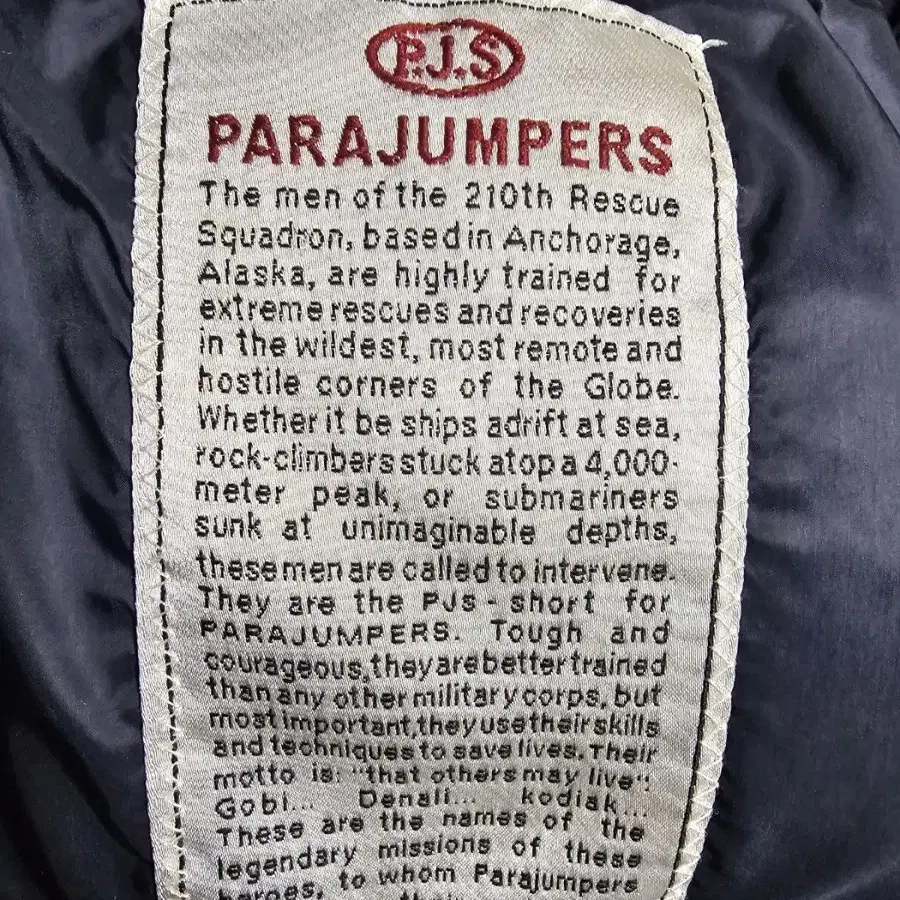 P.J.S
PARAJUMPERS
The men of the 210th Rescue
Squadron, based in Anchorage,
Alaska, are highly trained for
extreme rescues and recoveries
in the wildest, most remote and
hostile corners of the Globe.
Whether it be ships adrift at sea,
rock-climbers stuck atop a 4,000-
meter peak, or submariners
sunk at unimaginable depths,
these men are called to intervene.
They are the PJs - short for
PARAJUMPERS. Tough and
courageous, they are better trained
than any other military corps, but
most important, they use their skills
and techniques to save lives. Their
motto is: "that others may live":
Gobi... Denali... kodiak...
These are the names of the
legendary missions of these
heroes, to whom Parajumpers